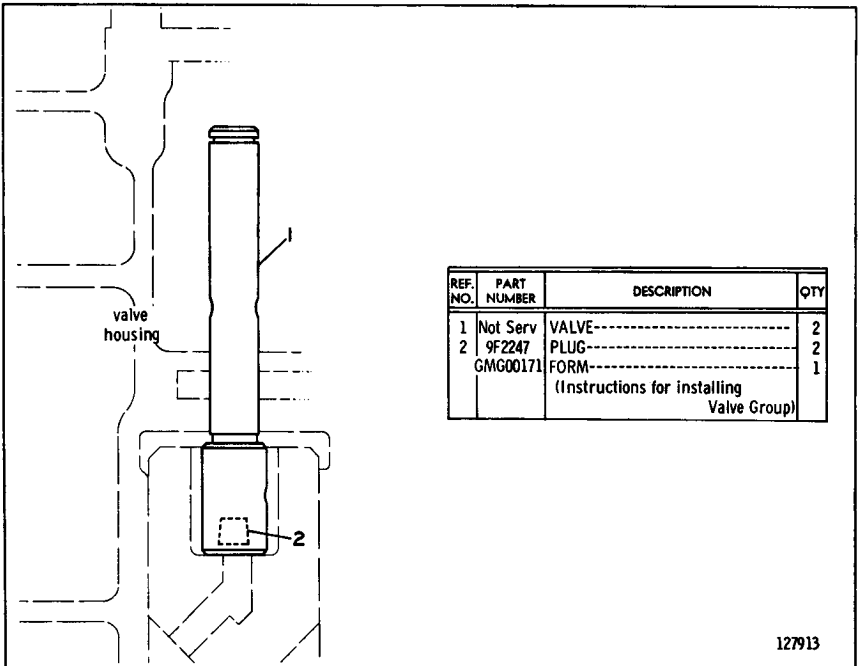 1
valve
housing
2
REF. NO. PART NUMBER DESCRIPTION QTY
1 Not Serv VALVE 2
2 9F2247 PLUG 2
GMG00171 FORM 1
(Instructions for installing
Valve Group)
127913